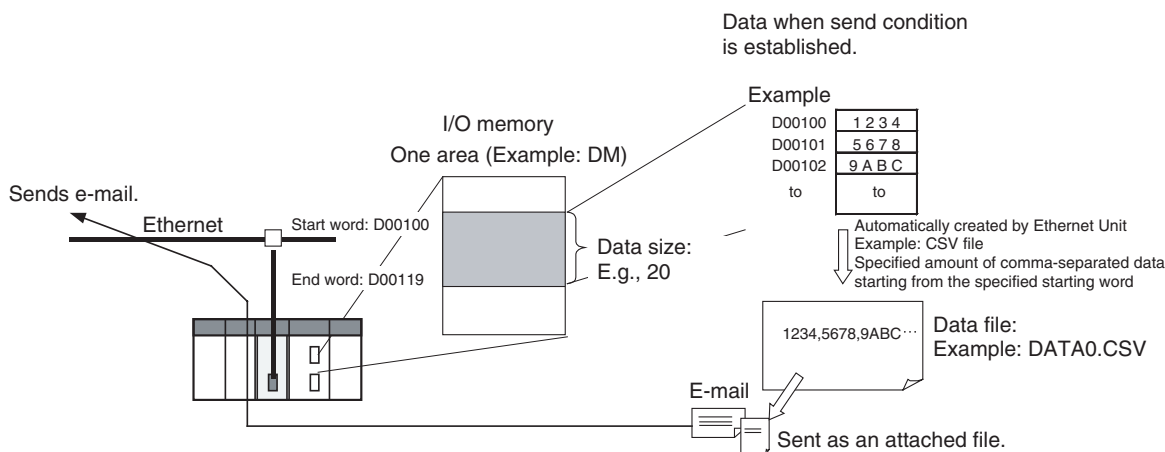 Data when send condition
is established.
Example
D00100 1 2 3 4
D00101 5 6 7 8
D00102 9 A B C
to to
I/O memory
One area (Example: DM)
Sends e-mail.
Ethernet
Start word: D00100
End word: D00119
Data size:
E.g., 20
Automatically created by Ethernet Unit
Example: CSV file
Specified amount of comma-separated data
starting from the specified starting word
1234,5678,9ABC···
Data file:
Example: DATA0.CSV
E-mail
Sent as an attached file.